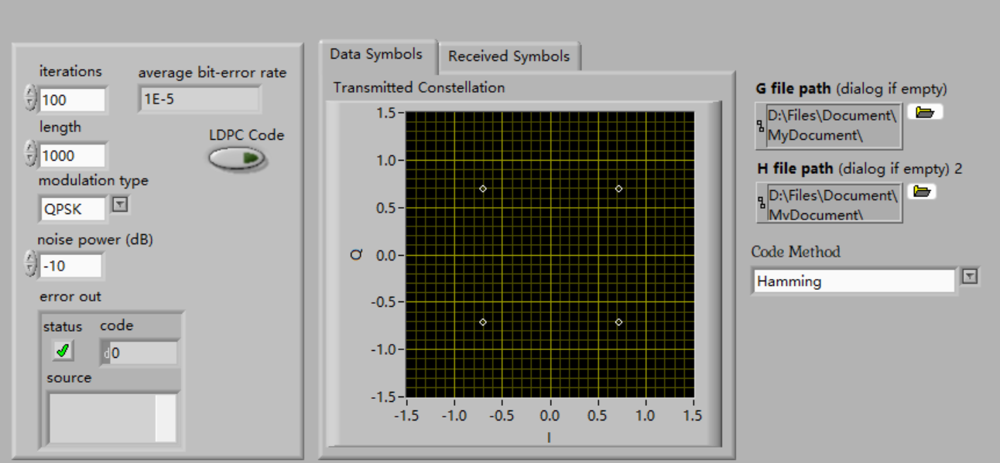 iterations
100
average bit-error rate
1E-5
length
1000
LDPC Code
modulation type
QPSK
noise power (dB)
-10
error out
status
code
d0
source
Data Symbols
Received Symbols
Transmitted Constellation
1.5
1.0
0.5
0.0
-0.5
-1.0
-1.5
Q
-1.5 -1.0 -0.5 0.0 0.5 1.0 1.5
I
G file path (dialog if empty)
D:\Files\Document\
MyDocument\
H file path (dialog if empty) 2
D:\Files\Document\
MyDocument\
Code Method
Hamming